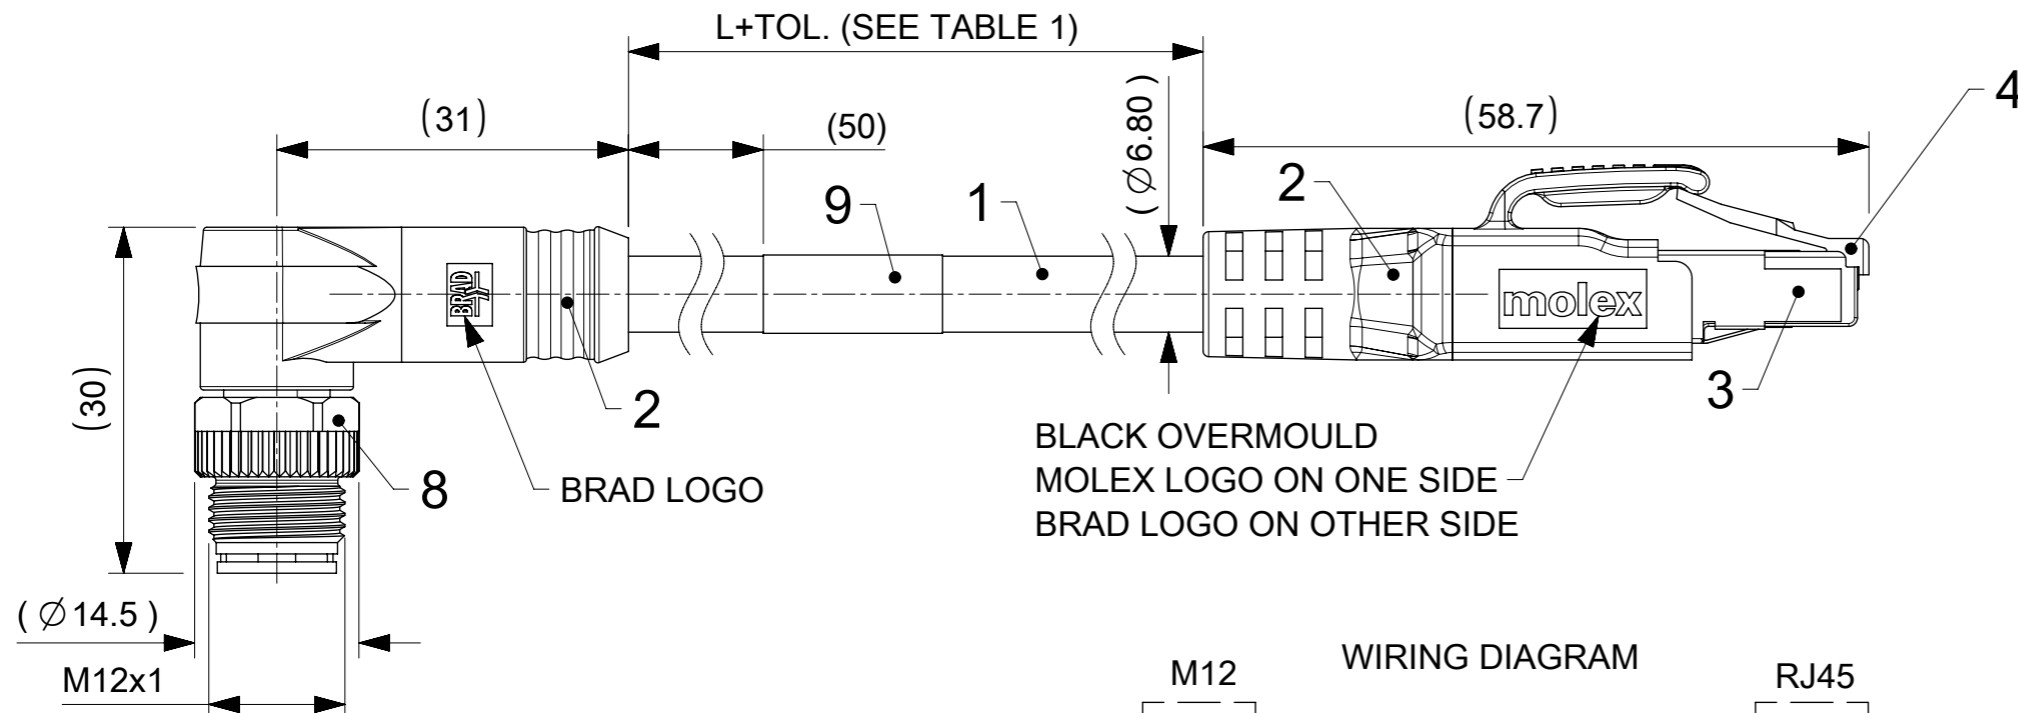 L+TOL. (SEE TABLE 1)
(31)
(50)
(Ø6.80)
(58.7)
4
9
1
2
2
3
8
(30)
BRAD
molex
BRAD LOGO
BLACK OVERMOULD
MOLEX LOGO ON ONE SIDE
BRAD LOGO ON OTHER SIDE
(Ø14.5)
M12x1
WIRING DIAGRAM
M12
RJ45